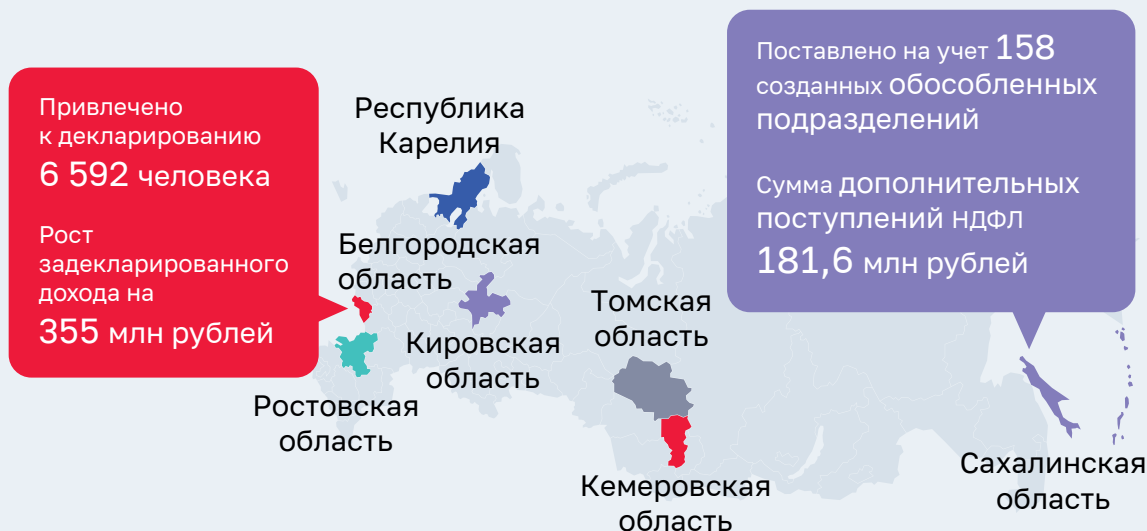 Привлечено
к декларированию
6 592 человека
Рост
задекларированного
дохода на
355 млн рублей
Республика
Карелия
Белгородская
область
Кировская
область
Ростовская
область
Томская
область
Кемеровская
область
Поставлено на учет 158
созданных обособленных
подразделений
Сумма дополнительных
поступлений НДФЛ
181,6 млн рублей
Сахалинская
область